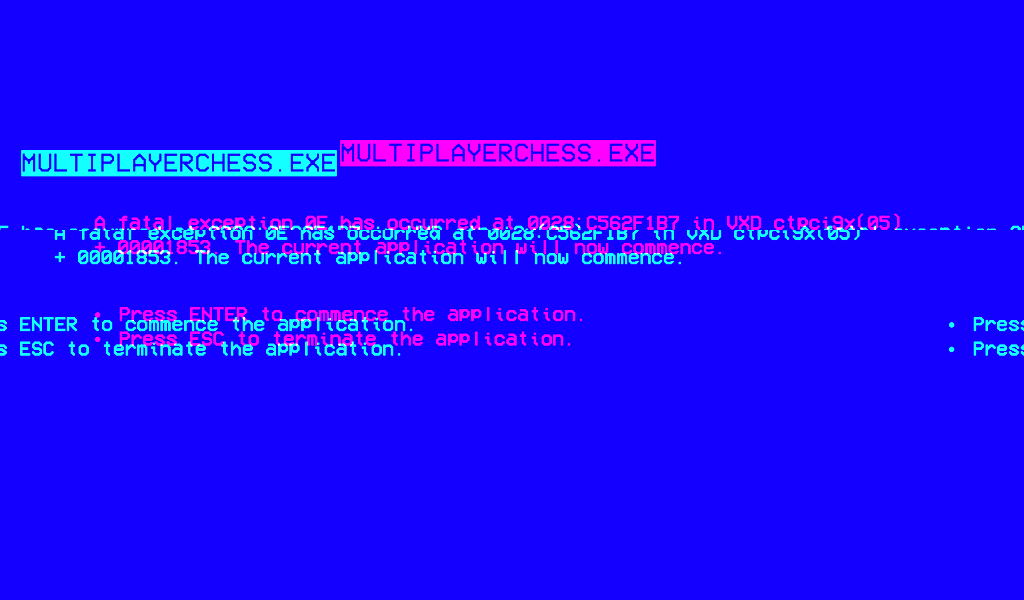 MULTIPLAYERCHESS.EXE
MULTIPLAYERCHESS.EXE
A fatal exception 0E has occurred at 0028:C562F1B7 in VXD ctpci9x(05)
A fatal exception 0E has occurred at 0028:C562F1B7 in VXD ctpci9x(05)
+ 00001853. The current application will now commence.
+ 00001853. The current application will now commence.
• Press ENTER to commence the application.
s ENTER to commence the application.
• Press
• Press ESC to terminate the application.
s ESC to terminate the application.
• Press